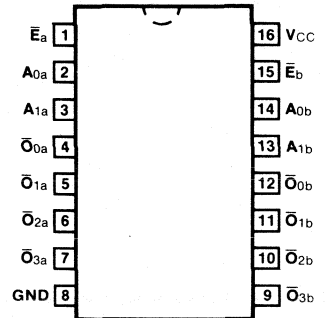 Ēa 1 16 VCC
A0a 2 15 Ēb
A1a 3 14 A0b
Ō0a 4 13 A1b
Ō1a 5 12 Ō0b
Ō2a 6 11 Ō1b
Ō3a 7 10 Ō2b
GND 8 9 Ō3b